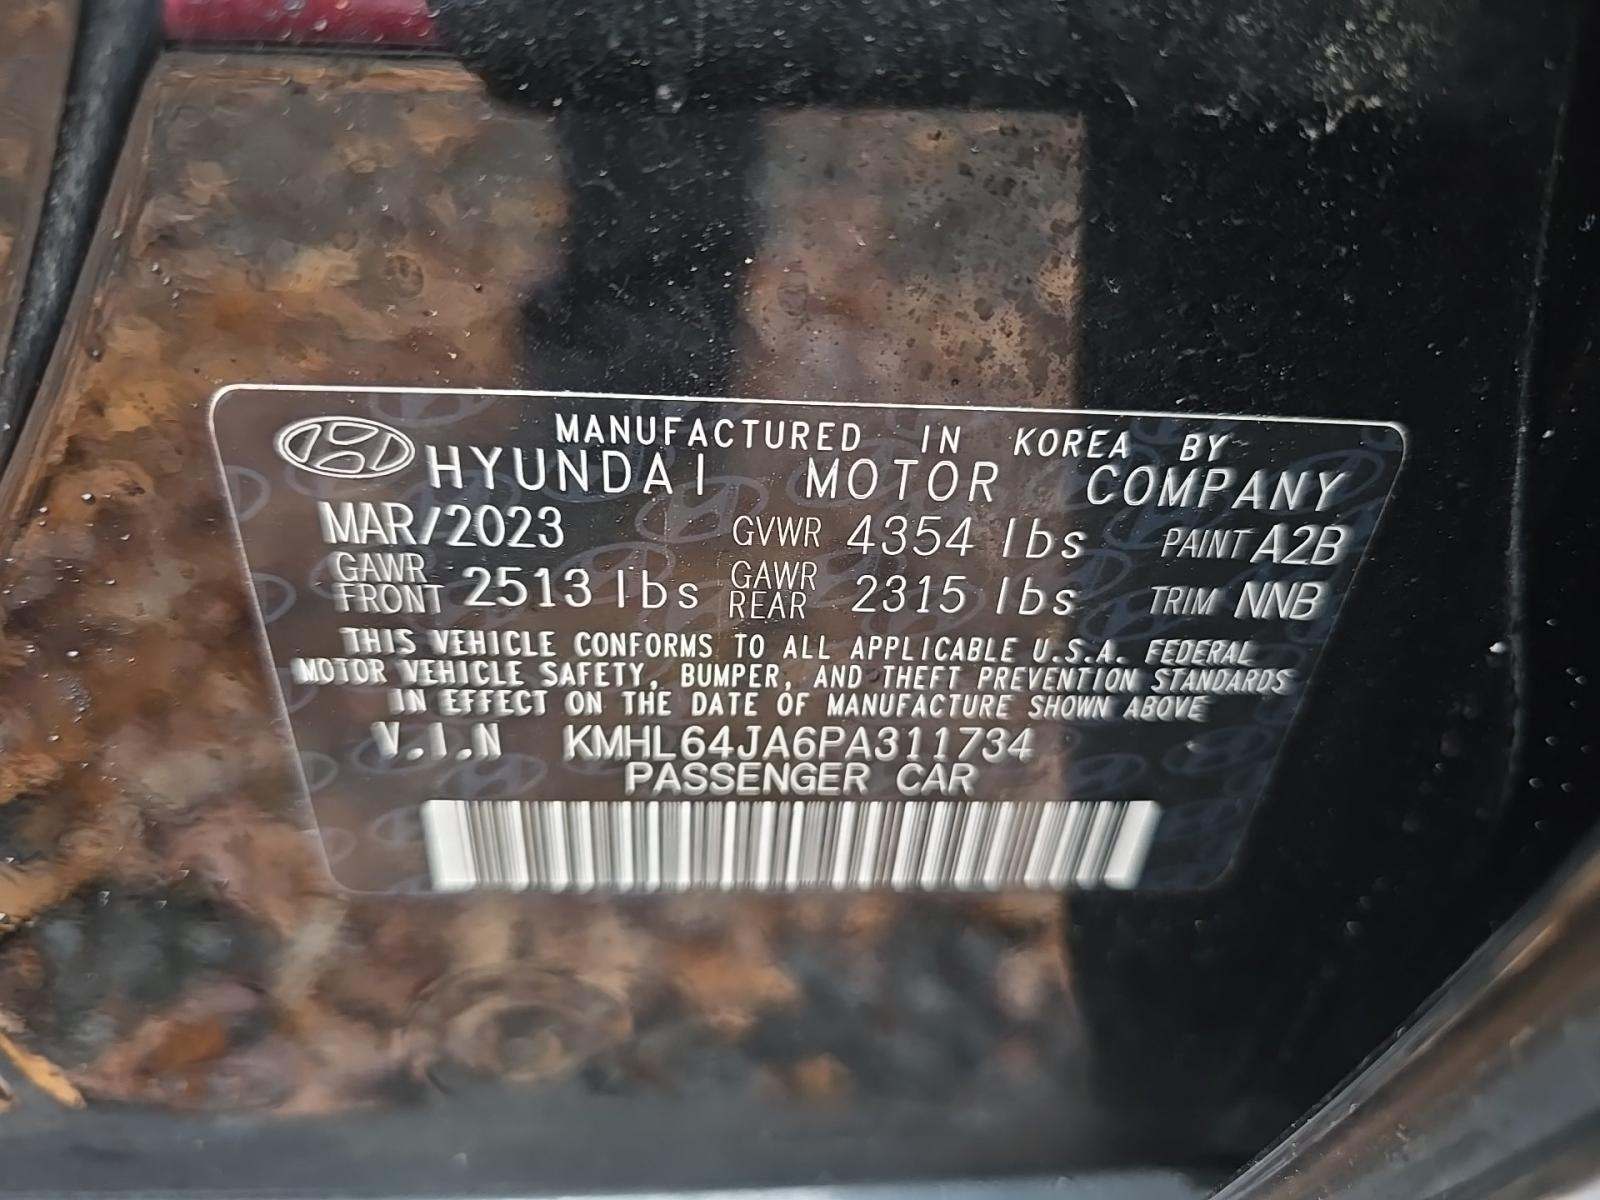 MANUFACTURED IN KOREA BY
HYUNDAI MOTOR COMPANY
MAR/2023 GVWR 4354 lbs PAINT A2B
GAWR FRONT 2513 lbs GAWR REAR 2315 lbs TRIM NNB
THIS VEHICLE CONFORMS TO ALL APPLICABLE U.S.A. FEDERAL
MOTOR VEHICLE SAFETY, BUMPER, AND THEFT PREVENTION STANDARDS
IN EFFECT ON THE DATE OF MANUFACTURE SHOWN ABOVE
V.I.N KMHL64JA6PA311734
PASSENGER CAR